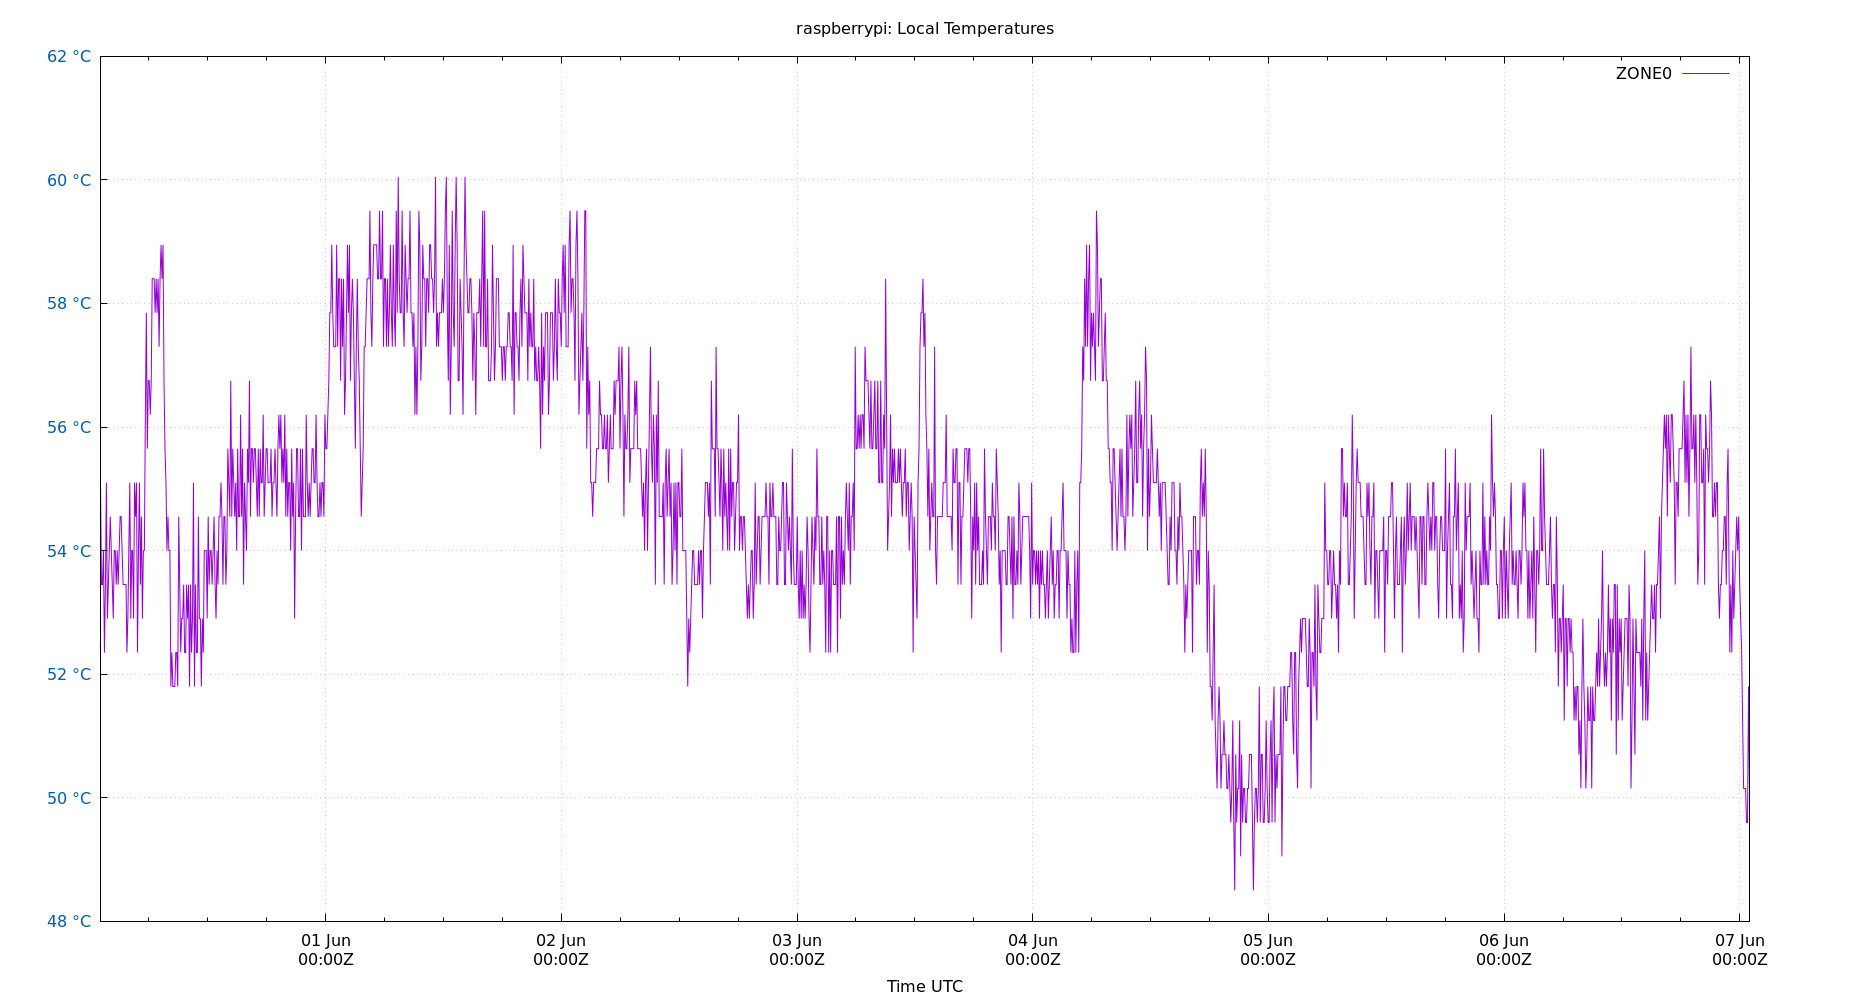 raspberrypi: Local Temperatures
62 °C
ZONE0
60 °C
58 °C
56 °C
54 °C
52 °C
50 °C
48 °C
01 Jun 02 Jun 03 Jun 04 Jun 05 Jun 06 Jun 07 Jun
00:00Z 00:00Z 00:00Z 00:00Z 00:00Z 00:00Z 00:00Z
Time UTC